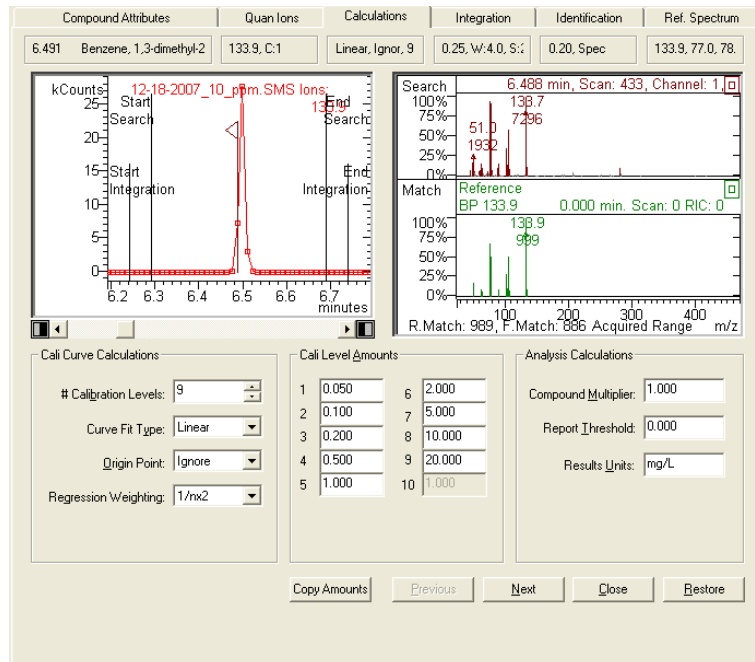 Compound Attributes Quan Ions Calculations Integration Identification Ref. Spectrum
6.491 Benzene, 1,3-dimethyl-2 133.9, C:1 Linear, Ignor, 9 0.25, W:4.0, S:2 0.20, Spec 133.9, 77.0, 78.
kCounts 12-18-2007_10_ppm.SMS Ions:
133.9
25
Start End
Search Search
20
15
Start End
Integration Integration
10
5
0
6.2 6.3 6.4 6.5 6.6 6.7
minutes
Search 6.488 min, Scan: 433, Channel: 1,
100% 133.7
75% 51.0 7296
50% 1932
25%
0%
Match Reference
BP 133.9 0.000 min. Scan: 0 RIC: 0
100% 133.9
75% 999
50%
25%
0%
100 200 300 400
R.Match: 989, F.Match: 886 Acquired Range m/z
Cali Curve Calculations
# Calibration Levels: 9
Curve Fit Type: Linear
Origin Point: Ignore
Regression Weighting: 1/nx2
Cali Level Amounts
1 0.050 6 2.000
2 0.100 7 5.000
3 0.200 8 10.000
4 0.500 9 20.000
5 1.000 10 1.000
Analysis Calculations
Compound Multiplier: 1.000
Report Threshold: 0.000
Results Units: mg/L
Copy Amounts Previous Next Close Restore